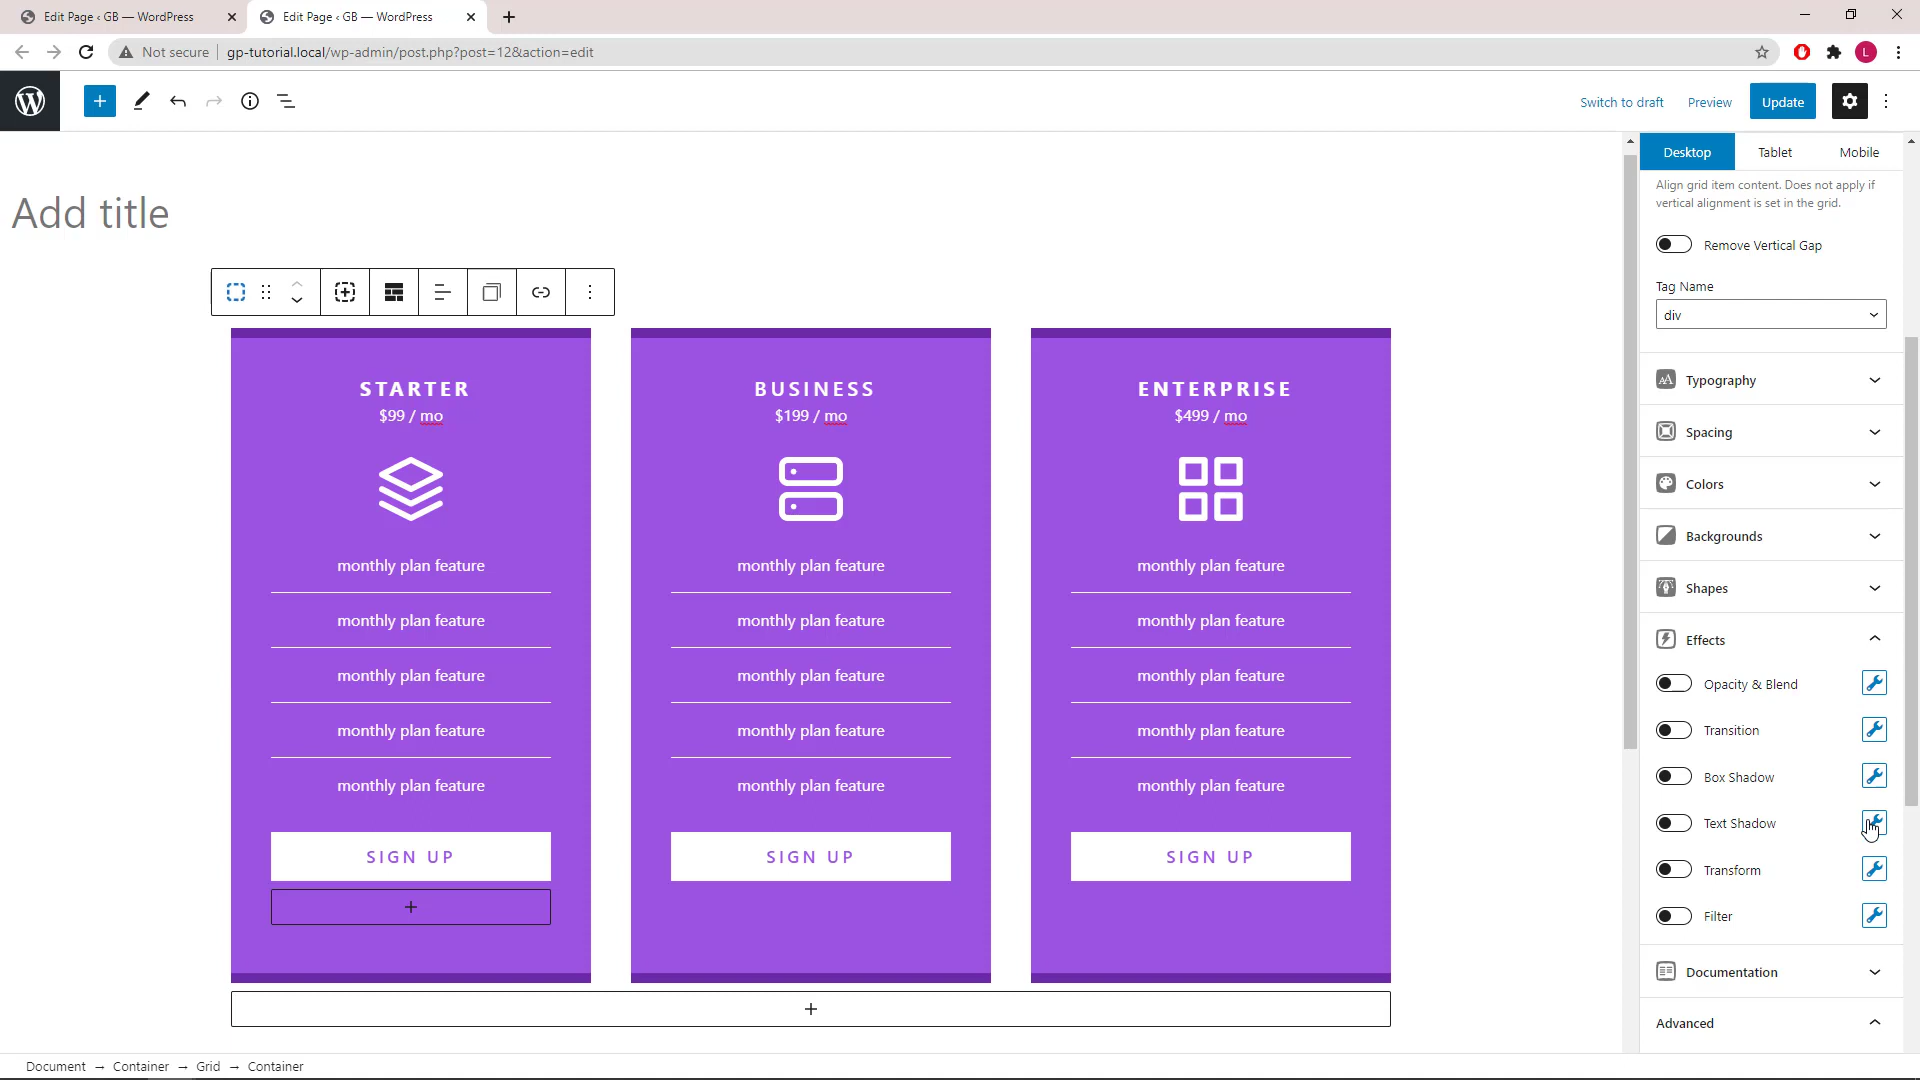 Edit Page ‹ GB — WordPress
Edit Page ‹ GB — WordPress
Not secure
gp-tutorial.local/wp-admin/post.php?post=12&action=edit
L
Switch to draft
Preview
Update
Add title
STARTER
$99 / mo
monthly plan feature
monthly plan feature
monthly plan feature
monthly plan feature
monthly plan feature
SIGN UP
BUSINESS
$199 / mo
monthly plan feature
monthly plan feature
monthly plan feature
monthly plan feature
monthly plan feature
SIGN UP
ENTERPRISE
$499 / mo
monthly plan feature
monthly plan feature
monthly plan feature
monthly plan feature
monthly plan feature
SIGN UP
Desktop
Tablet
Mobile
Align grid item content. Does not apply if
vertical alignment is set in the grid.
Remove Vertical Gap
Tag Name
div
Typography
Spacing
Colors
Backgrounds
Shapes
Effects
Opacity & Blend
Transition
Box Shadow
Text Shadow
Transform
Filter
Documentation
Advanced
Document → Container → Grid → Container